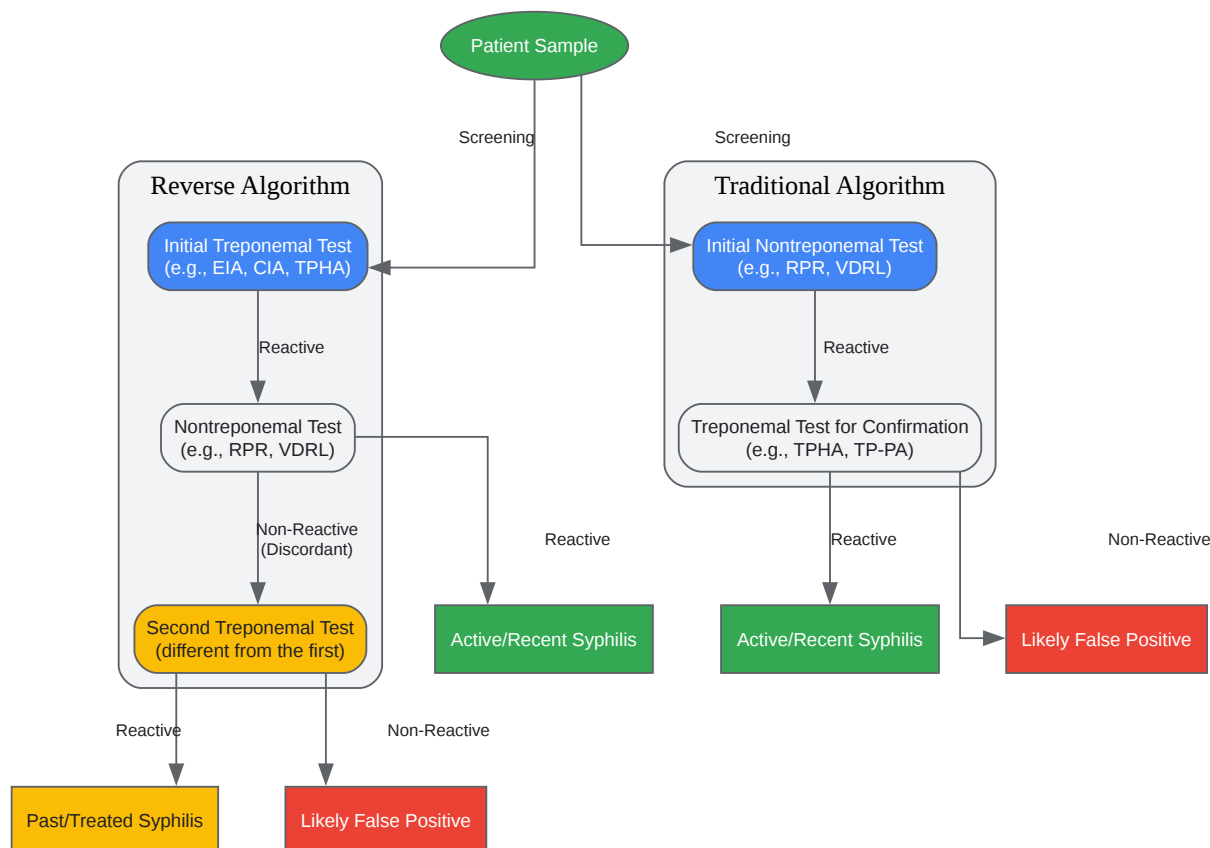 Patient Sample
Screening
Screening
Reverse Algorithm
Traditional Algorithm
Initial Treponemal Test
(e.g., EIA, CIA, TPHA)
Initial Nontreponemal Test
(e.g., RPR, VDRL)
Reactive
Reactive
Nontreponemal Test
(e.g., RPR, VDRL)
Treponemal Test for Confirmation
(e.g., TPHA, TP-PA)
Non-Reactive
(Discordant)
Reactive
Reactive
Non-Reactive
Second Treponemal Test
(different from the first)
Active/Recent Syphilis
Active/Recent Syphilis
Likely False Positive
Reactive
Non-Reactive
Past/Treated Syphilis
Likely False Positive